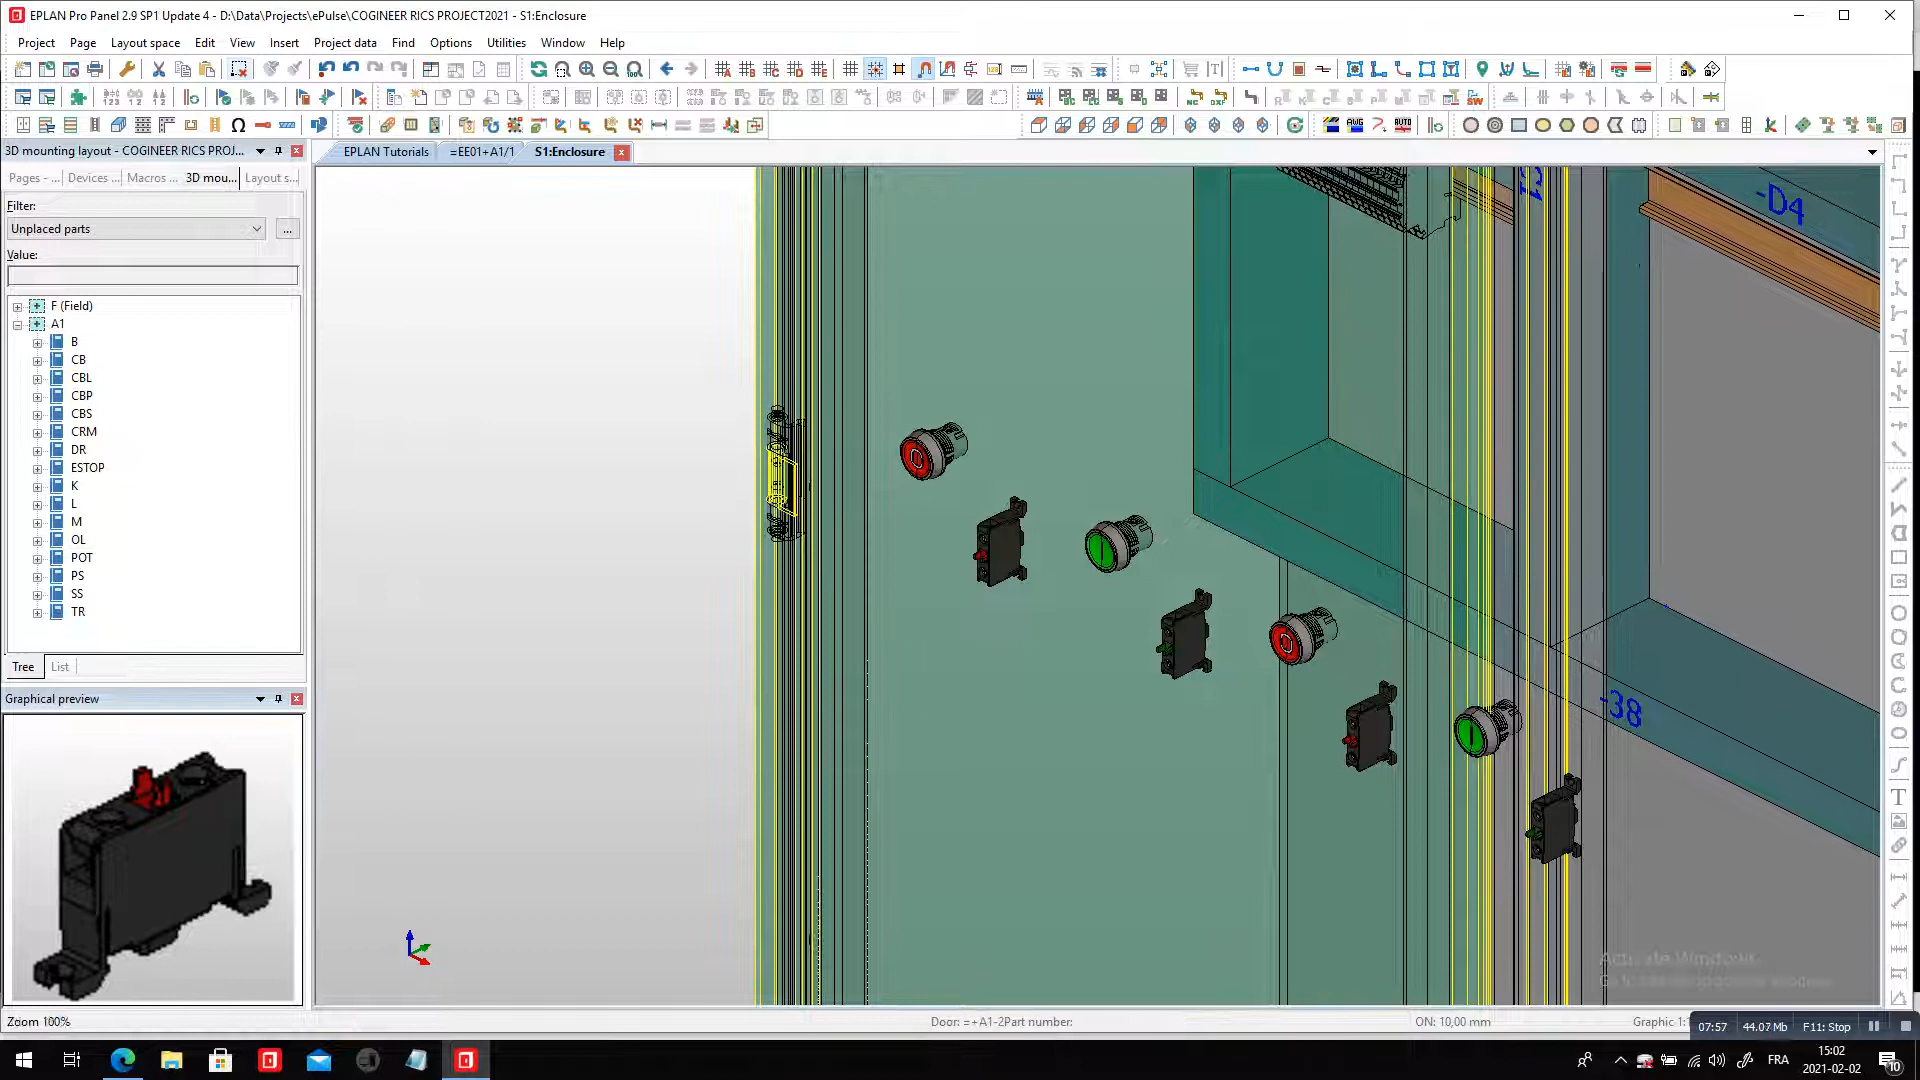 EPLAN Pro Panel 2.9 SP1 Update 4 - D:\Data\Projects\ePulse\COGINEER RICS PROJECT2021 - S1:Enclosure
Project Page Layout space Edit View Insert Project data Find Options Utilities Window Help
3D mounting layout - COGINEER RICS PROJ...
EPLAN Tutorials =EE01+A1/1 S1:Enclosure
Pages - ... Devices ... Macros ... 3D mou... Layout s...
Filter:
Unplaced parts
...
Value:
F (Field)
A1
B
CB
CBL
CBP
CBS
CRM
DR
ESTOP
K
L
M
OL
POT
PS
SS
TR
Tree List
Graphical preview
-D4
-38
Activate Windows
Zoom 100%
Door: =+A1-2Part number:
ON: 10,00 mm
Graphic 1:1
07:57 44.07 Mb F11: Stop
FRA
15:02
2021-02-02
10